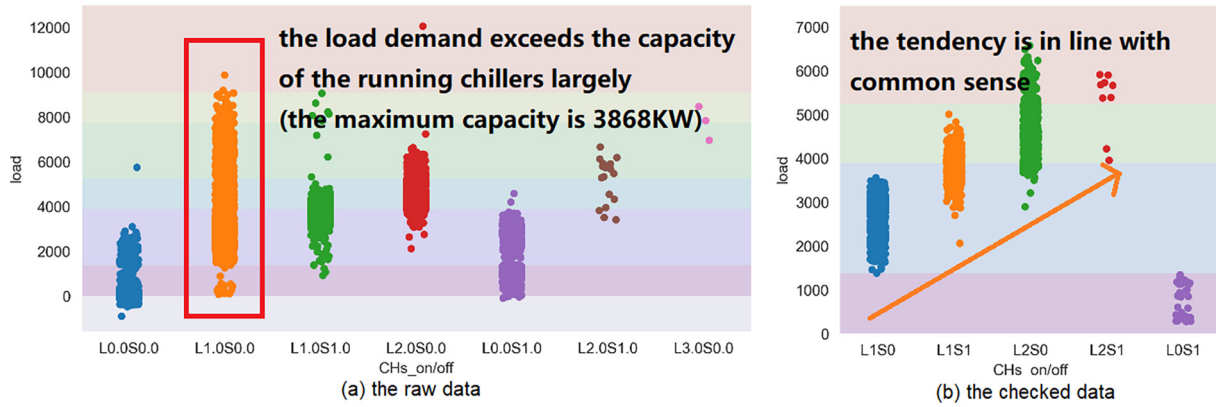 the load demand exceeds the capacity
of the running chillers largely
(the maximum capacity is 3868KW)
12000
10000
8000
6000
4000
2000
0
load
L0.0S0.0 L1.0S0.0 L1.0S1.0 L2.0S0.0 L0.0S1.0 L2.0S1.0 L3.0S0.0
CHs_on/off
(a) the raw data
the tendency is in line with
common sense
7000
6000
5000
4000
3000
2000
1000
0
load
L1S0 L1S1 L2S0 L2S1 L0S1
CHs on/off
(b) the checked data